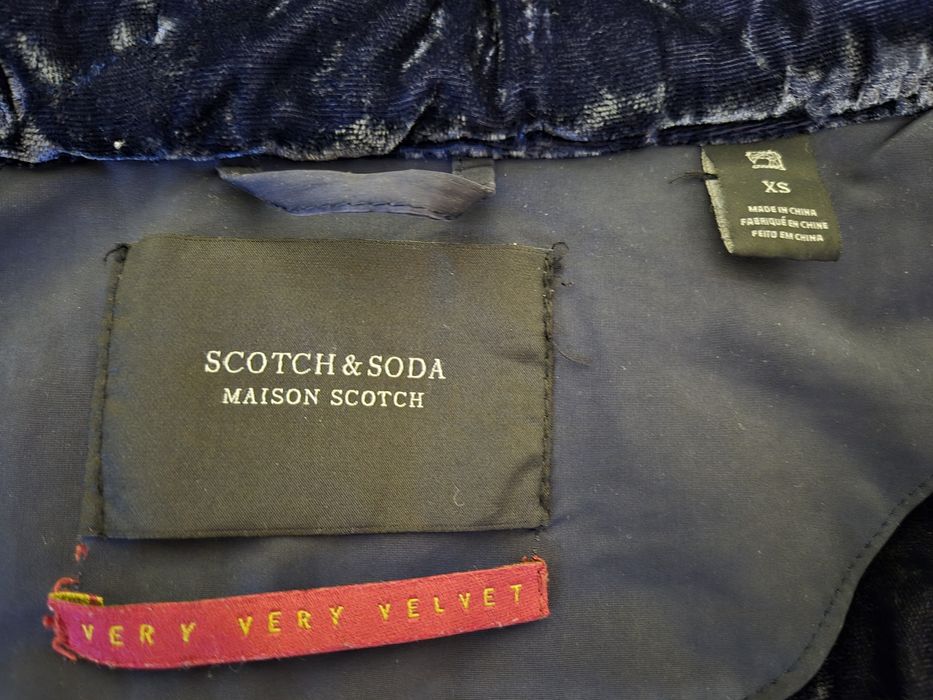 XS
MADE IN CHINA
FABRIQUÉ EN CHINE
FEITO EM CHINA
SCOTCH & SODA
MAISON SCOTCH
VERY VERY VELVET